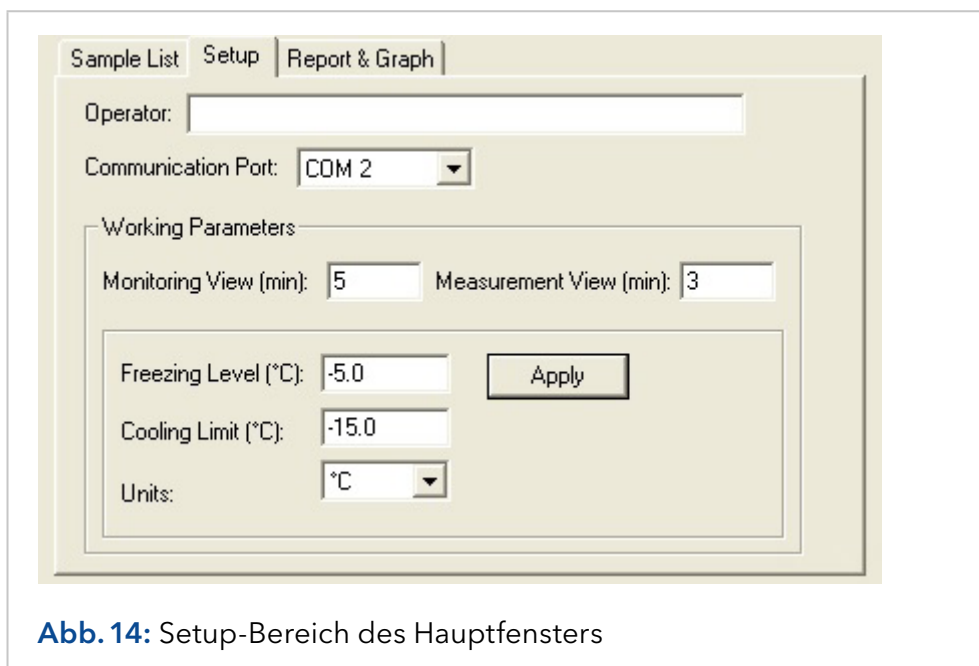 Sample List Setup Report & Graph
Operator:
Communication Port: COM 2
Working Parameters
Monitoring View (min): 5 Measurement View (min): 3
Freezing Level (°C): -5.0 Apply
Cooling Limit (°C): -15.0
Units: °C
Abb. 14: Setup-Bereich des Hauptfensters